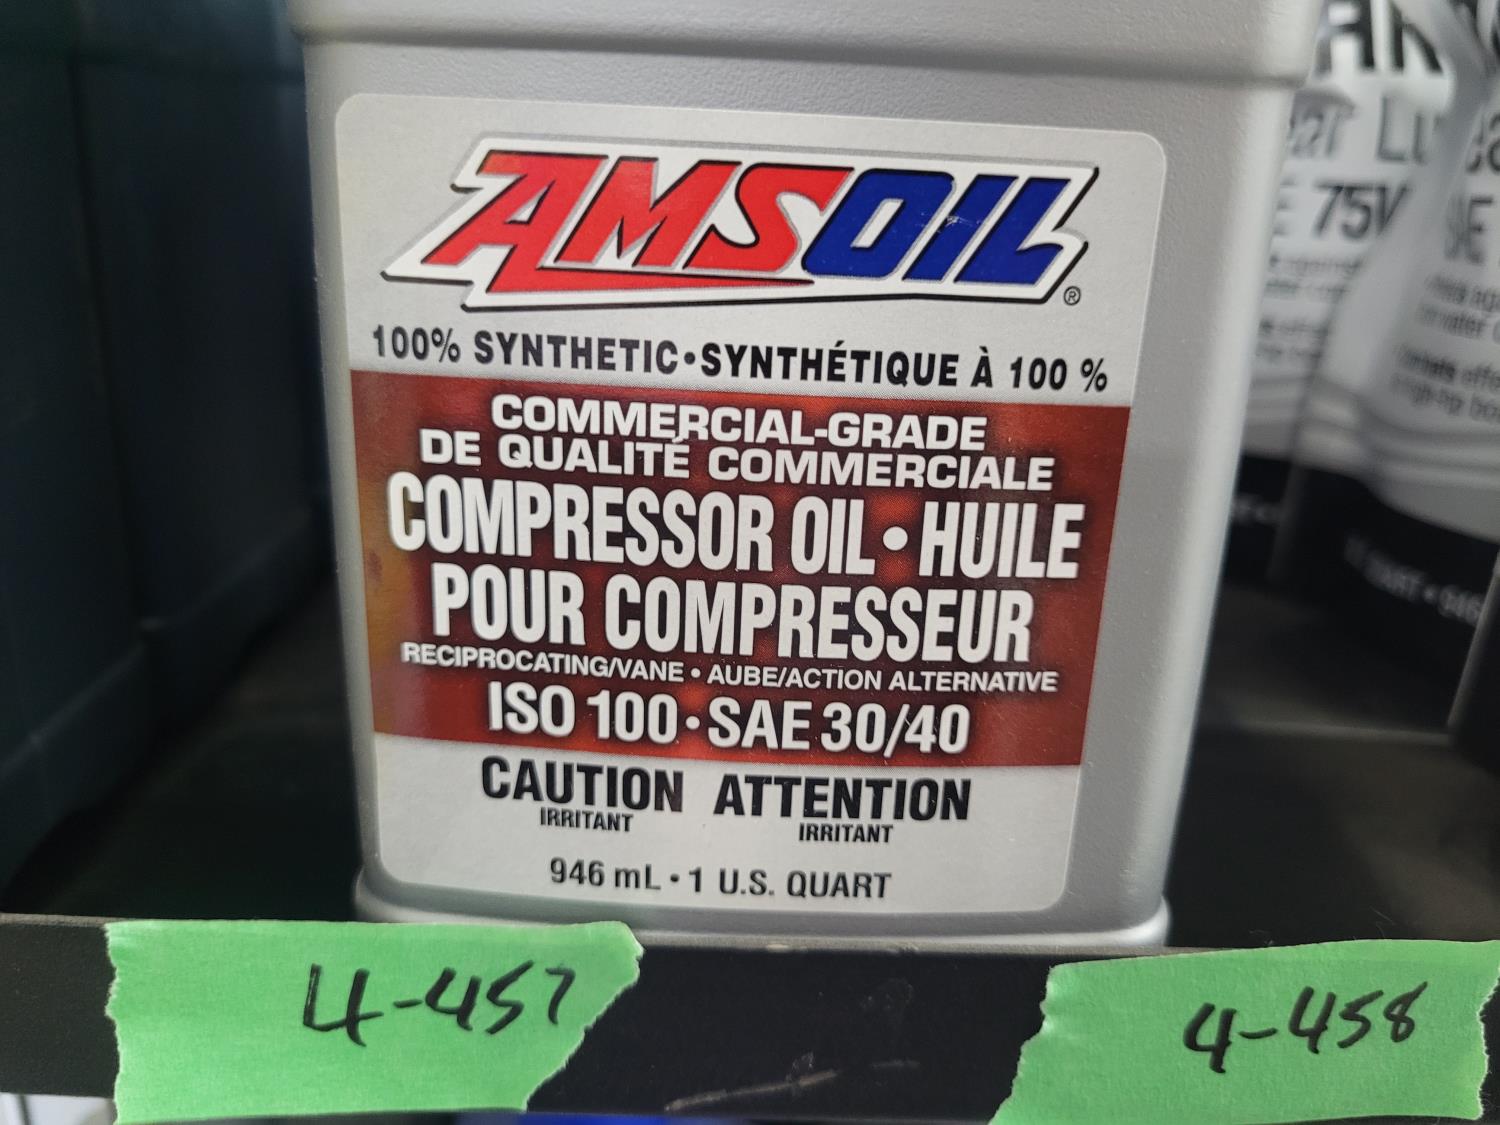 AMSOIL®
100% SYNTHETIC • SYNTHÉTIQUE À 100 %
COMMERCIAL-GRADE
DE QUALITÉ COMMERCIALE
COMPRESSOR OIL • HUILE
POUR COMPRESSEUR
RECIPROCATING/VANE • AUBE/ACTION ALTERNATIVE
ISO 100 • SAE 30/40
CAUTION ATTENTION
IRRITANT IRRITANT
946 mL • 1 U.S. QUART
75W
4-457
4-458